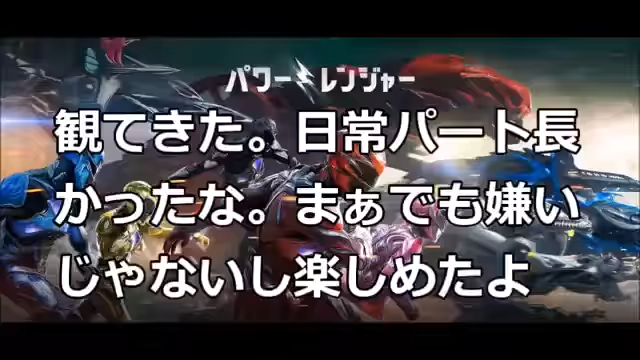 パワーレンジャー
観てきた。日常パート長
かったな。まぁでも嫌い
じゃないし楽しめたよ